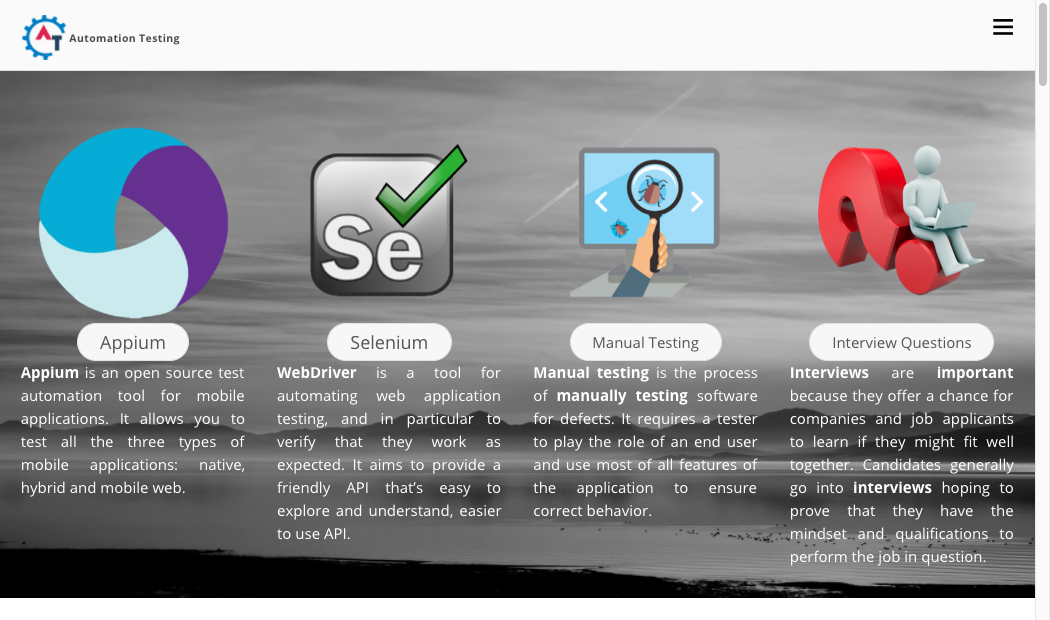 Automation Testing
Se
Appium
Appium is an open source test
automation tool for mobile
applications. It allows you to
test all the three types of
mobile applications: native,
hybrid and mobile web.
Selenium
WebDriver is a tool for
automating web application
testing, and in particular to
verify that they work as
expected. It aims to provide a
friendly API that’s easy to
explore and understand, easier
to use API.
Manual Testing
Manual testing is the process
of manually testing software
for defects. It requires a tester
to play the role of an end user
and use most of all features of
the application to ensure
correct behavior.
Interview Questions
Interviews are important
because they offer a chance for
companies and job applicants
to learn if they might fit well
together. Candidates generally
go into interviews hoping to
prove that they have the
mindset and qualifications to
perform the job in question.